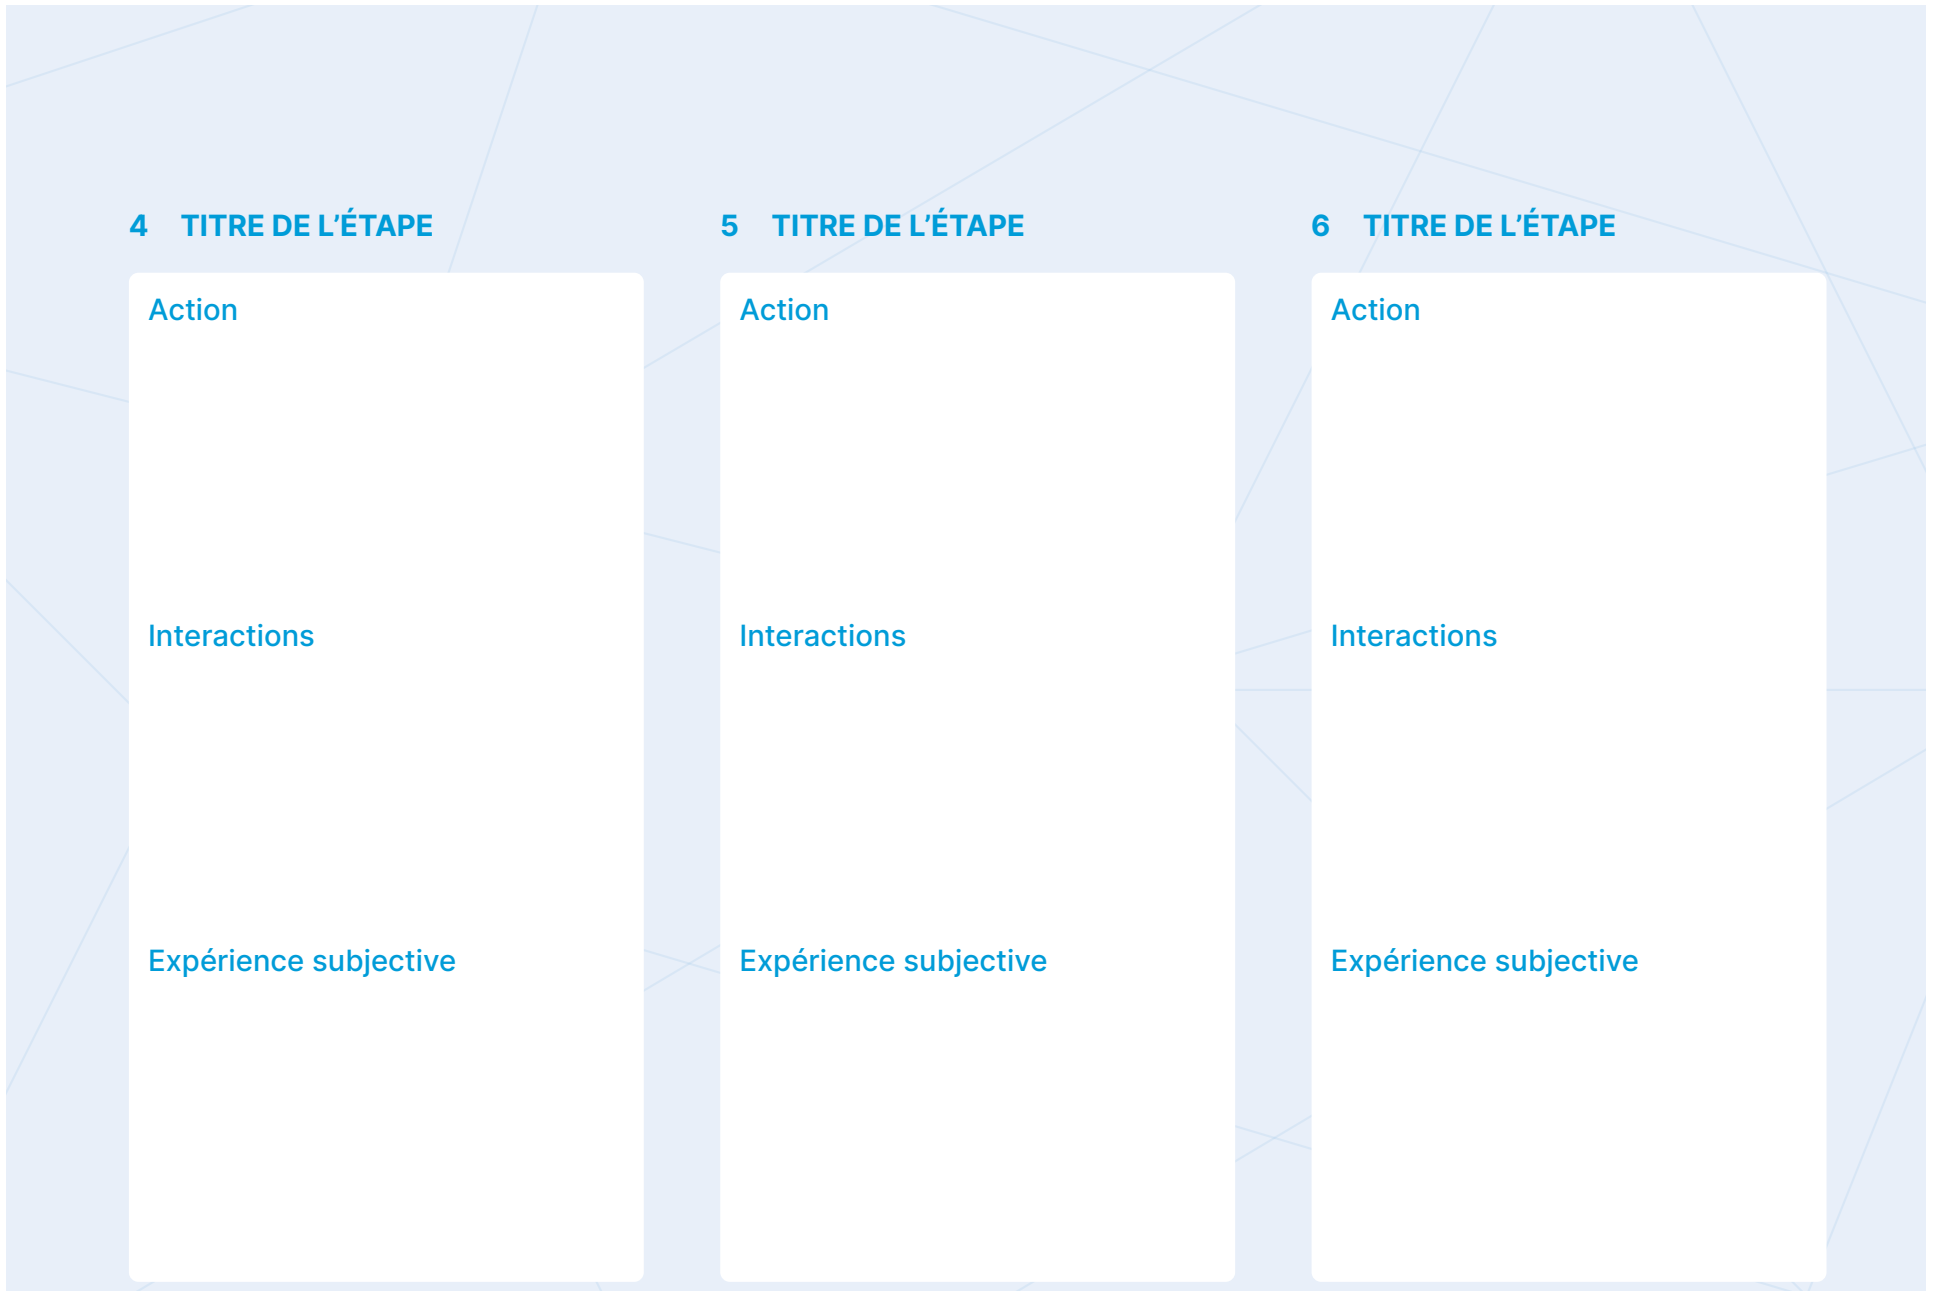 4 TITRE DE L’ÉTAPE
Action
Interactions
Expérience subjective
5 TITRE DE L’ÉTAPE
Action
Interactions
Expérience subjective
6 TITRE DE L’ÉTAPE
Action
Interactions
Expérience subjective